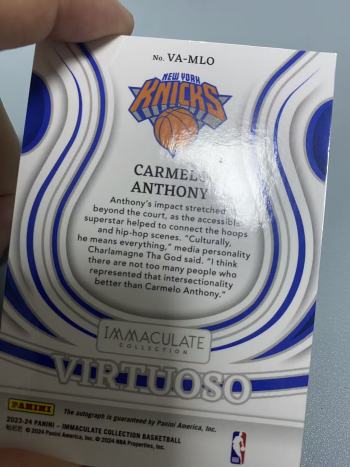 No. VA-MLO
NEW YORK
KNICKS
CARMELO
ANTHONY
Anthony's impact stretched
beyond the court, as the accessible
superstar helped to connect the hoops
and hip-hop scenes. "Culturally,
he means everything," media personality
Charlamagne Tha God said. "I think
there are not too many people who
represented that intersectionality
better than Carmelo Anthony."
IMMACULATE
COLLECTION
VIRTUOSO
PANINI
The autograph is guaranteed by Panini America, Inc.
2023-24 PANINI - IMMACULATE COLLECTION BASKETBALL
© 2024 Panini America, Inc. © 2024 NBA Properties, Inc.